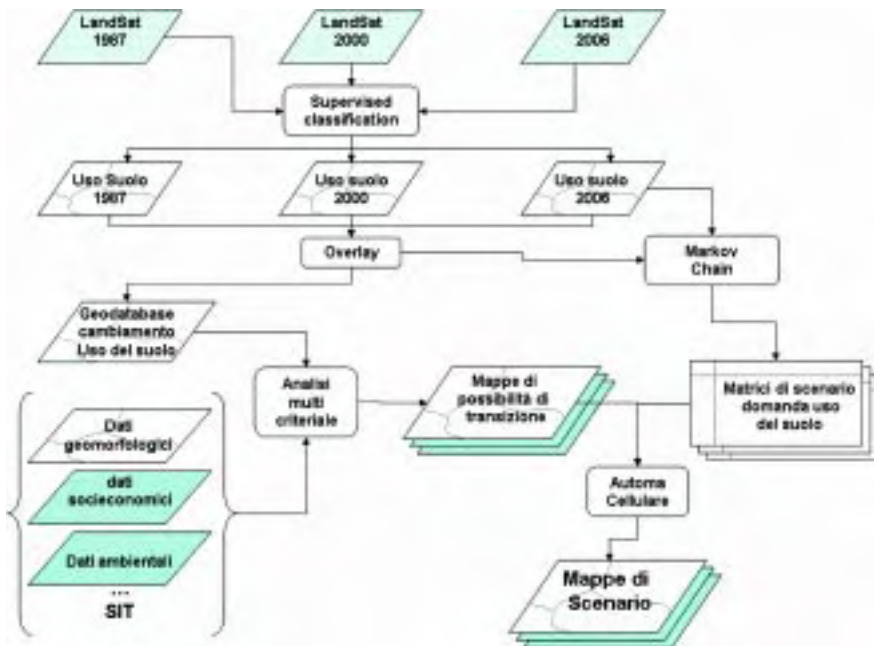 LandSat
1987
LandSat
2000
LandSat
2006
Supervised
classification
Uso Suolo
1987
Uso suolo
2000
Uso suolo
2006
Overlay
Markov
Chain
Geodatabase
cambiamento
Uso del suolo
Analisi
multi
criteriale
Mappe di
possibilità di
transizione
Matrici di scenario
domanda uso
del suolo
Dati
geomorfologici
dati
socieconomici
Dati ambientali
...
SIT
Automa
Cellulare
Mappe di
Scenario